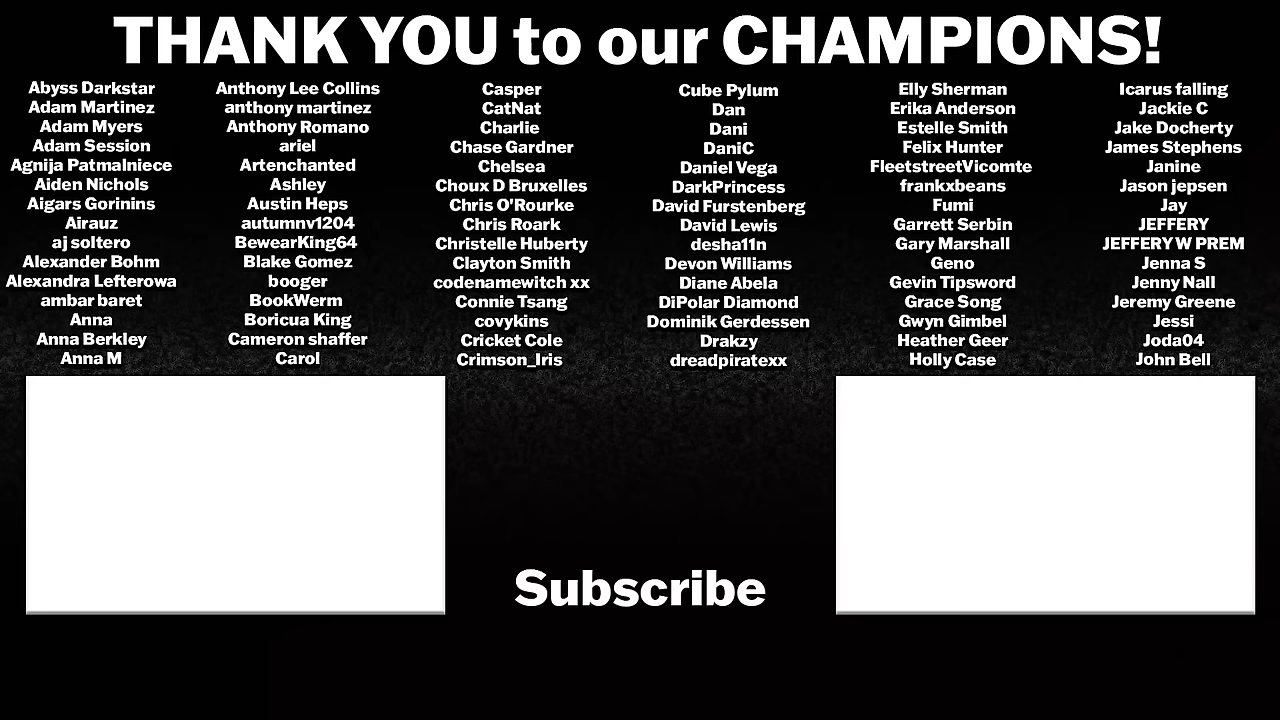 THANK YOU to our CHAMPIONS!
Abyss Darkstar
Adam Martinez
Adam Myers
Adam Session
Agnija Patmalniece
Aiden Nichols
Aigars Gorinins
Airauz
aj soltero
Alexander Bohm
Alexandra Lefterowa
ambar baret
Anna
Anna Berkley
Anna M
Anthony Lee Collins
anthony martinez
Anthony Romano
ariel
Artenchanted
Ashley
Austin Heps
autumnv1204
BewearKing64
Blake Gomez
booger
BookWerm
Boricua King
Cameron shaffer
Carol
Casper
CatNat
Charlie
Chase Gardner
Chelsea
Choux D Bruxelles
Chris O'Rourke
Chris Roark
Christelle Huberty
Clayton Smith
codenamewitch xx
Connie Tsang
covykins
Cricket Cole
Crimson_Iris
Cube Pylum
Dan
Dani
DaniC
Daniel Vega
DarkPrincess
David Furstenberg
David Lewis
desha11n
Devon Williams
Diane Abela
DiPolar Diamond
Dominik Gerdessen
Drakzy
dreadpiratexx
Elly Sherman
Erika Anderson
Estelle Smith
Felix Hunter
FleetstreetVicomte
frankxbeans
Fumi
Garrett Serbin
Gary Marshall
Geno
Gevin Tipsword
Grace Song
Gwyn Gimbel
Heather Geer
Holly Case
Icarus falling
Jackie C
Jake Docherty
James Stephens
Janine
Jason jepsen
Jay
JEFFERY
JEFFERY W PREM
Jenna S
Jenny Nall
Jeremy Greene
Jessi
Joda04
John Bell
Subscribe